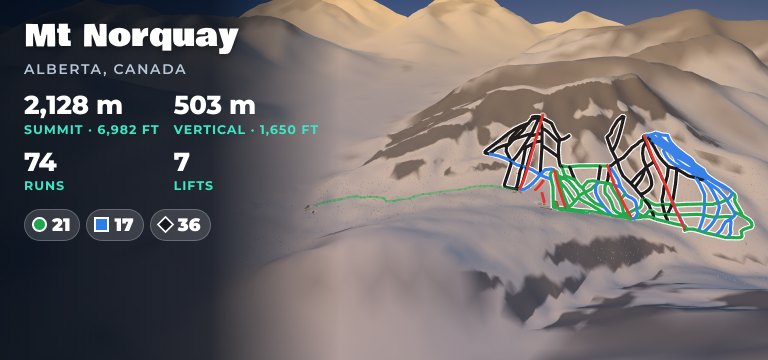 Mt Norquay
ALBERTA, CANADA
2,128 m 503 m
SUMMIT · 6,982 FT VERTICAL · 1,650 FT
74 7
RUNS LIFTS
21 17 36